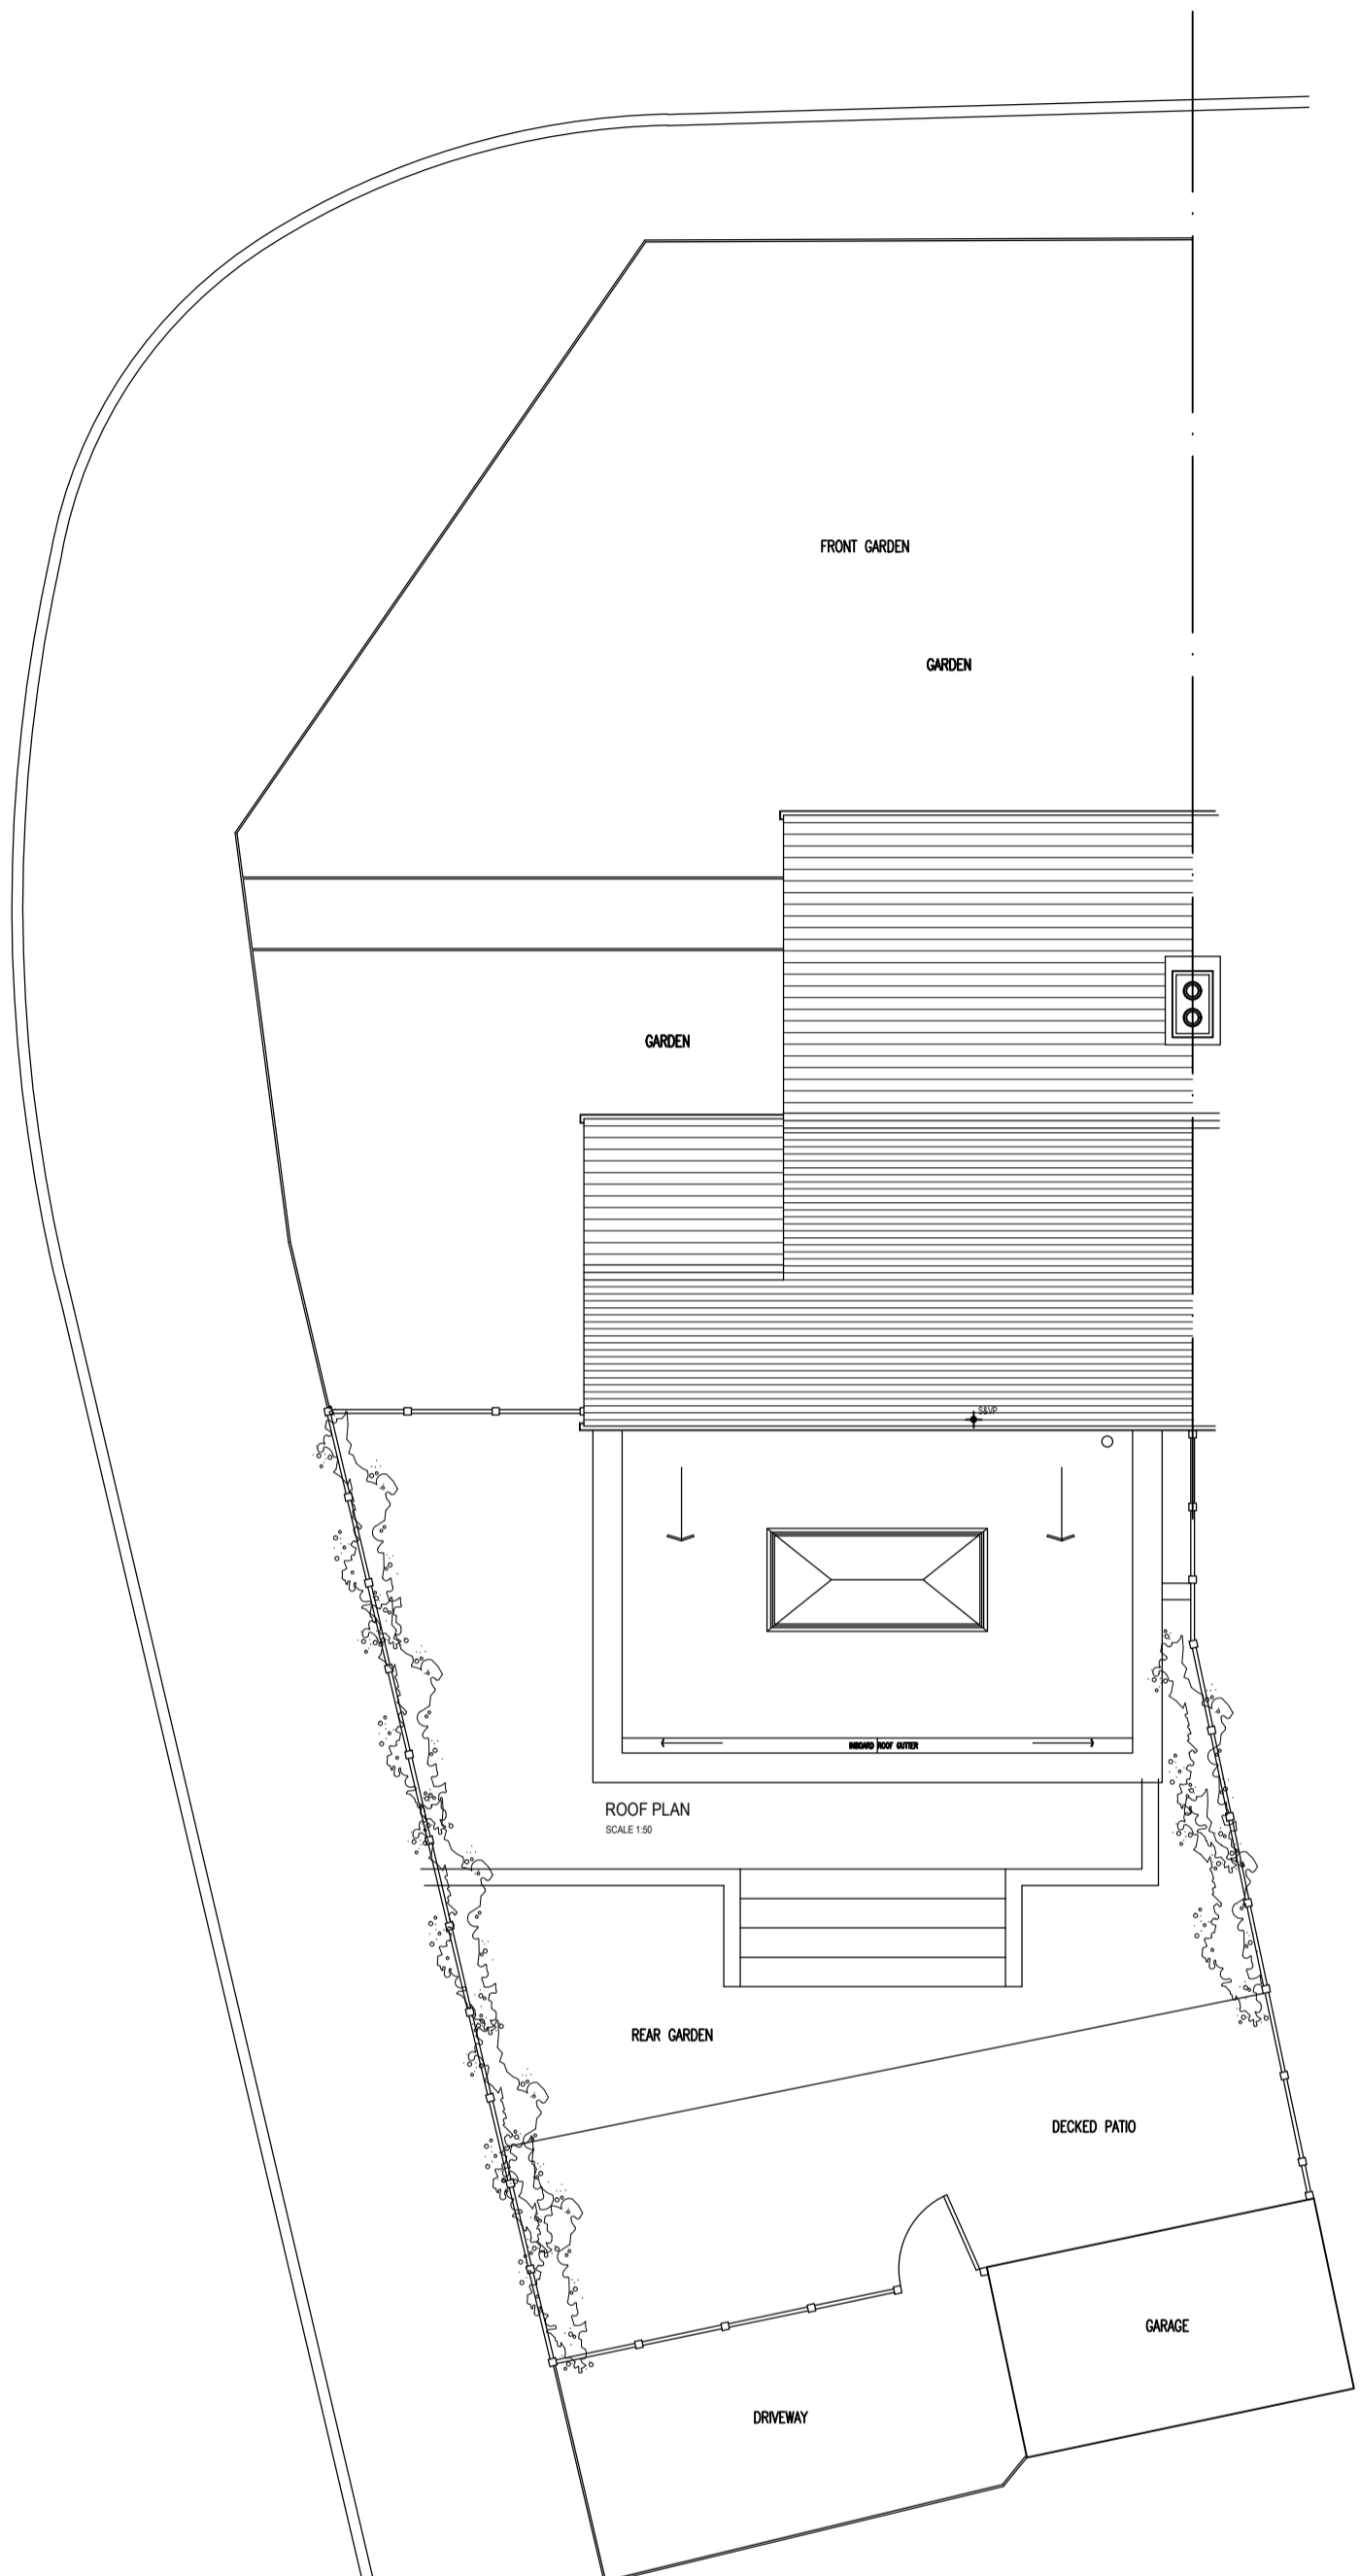 FRONT GARDEN
GARDEN
GARDEN
S&VP
INBOARD ROOF GUTTER
ROOF PLAN
SCALE 1:50
REAR GARDEN
DECKED PATIO
GARAGE
DRIVEWAY